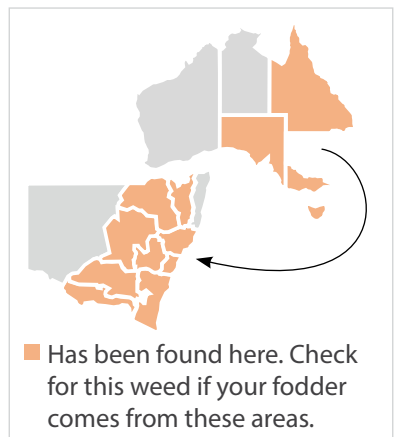 Has been found here. Check
for this weed if your fodder
comes from these areas.